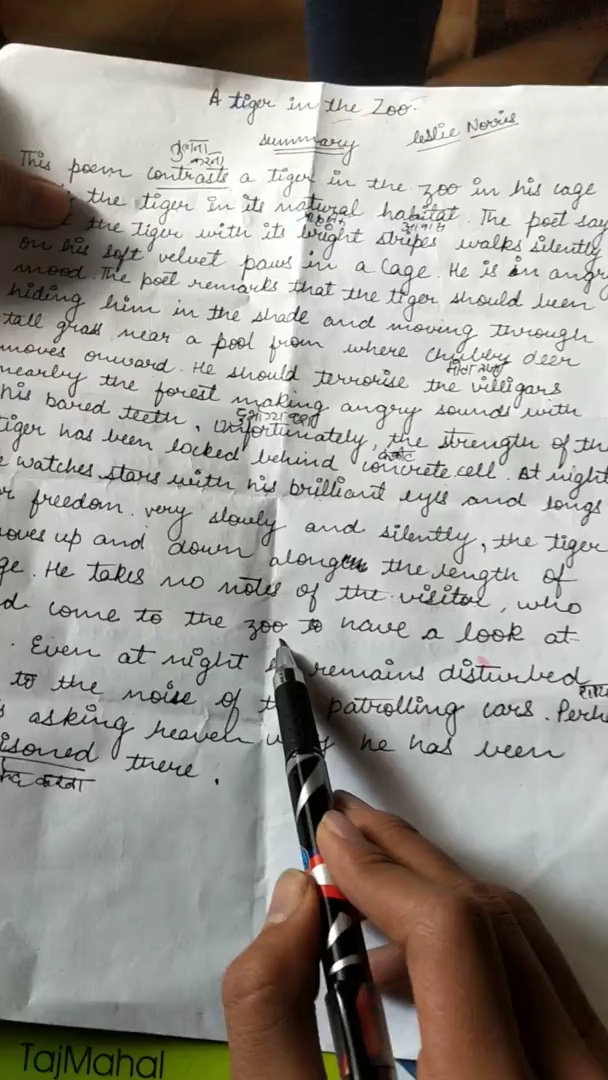 A tiger in the Zoo.
summary
leslie Norris
तुलना
करना
This poem contrasts a tiger in the zoo in his cage
the tiger in its natural habitat. The poet say
the tiger with its bright stripes walks silently
on his soft velvet paws in a cage. He is in angry
mood. The poet remarks that the tiger should been
hiding him in the shade and moving through
tall grass near a pool from where chubby deer
moves onward. He should terrorise the villigars
nearby the forest making angry sounds with
his bared teeth. Unfortunately, the strength of the
tiger has been locked behind concrete cell. At night
watches stars with his brilliant eyes and longs
freedom. very slowly and silently, the tiger
up and down along the length of
He takes no notes of the visitor, who
come to the zoo to have a look at
. Even at night remains disturbed
to the noise of patrolling cars.
asking heaven he has been
there.
TajMahal